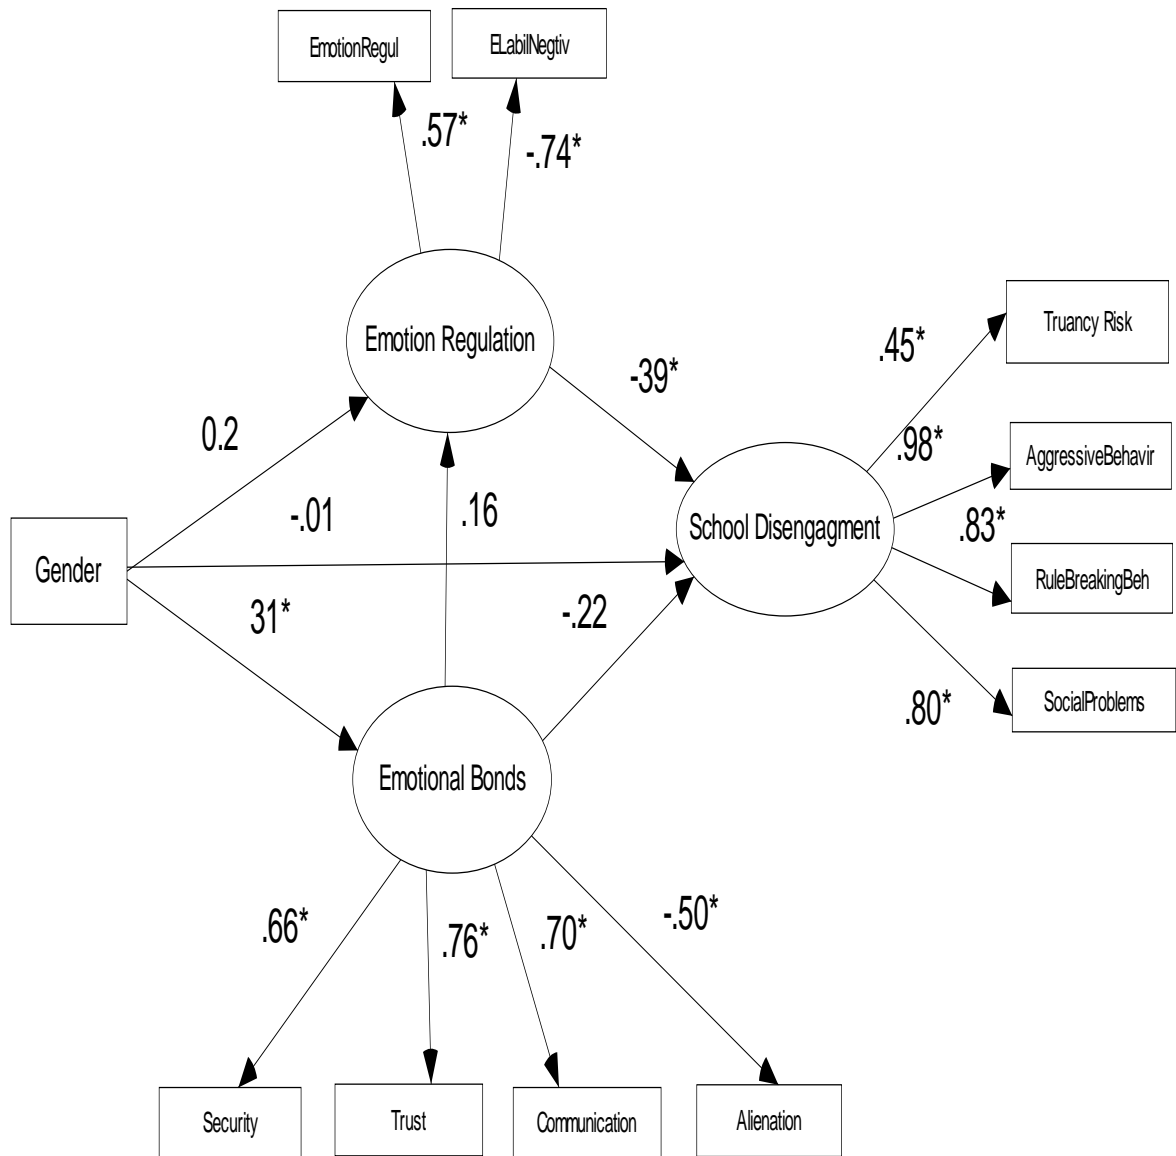 EmotionRegul
ELabilNegtiv
.57*
-.74*
Emotion Regulation
Truancy Risk
.45*
-39*
0.2
.98*
AggressiveBehavir
-.01
.16
School Disengagment
.83*
Gender
RuleBreakingBeh
31*
-.22
.80*
SocialProblems
Emotional Bonds
.66*
.76*
.70*
-.50*
Security
Trust
Communication
Alienation